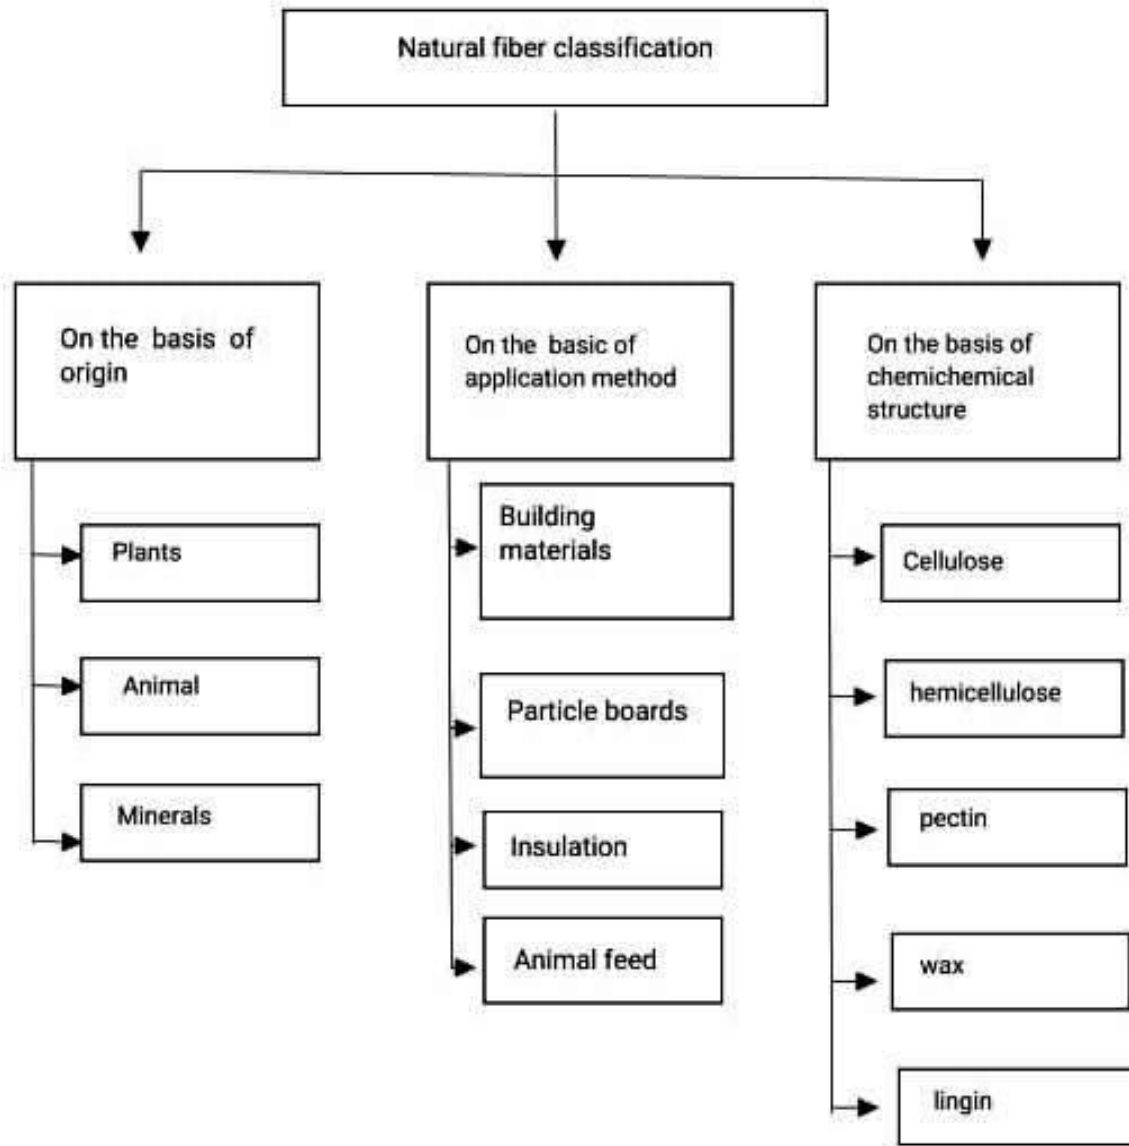 Natural fiber classification
On the basis of
origin
Plants
Animal
Minerals
On the basic of
application method
Building
materials
Particle boards
Insulation
Animal feed
On the basis of
chemichemical
structure
Cellulose
hemicellulose
pectin
wax
lingin